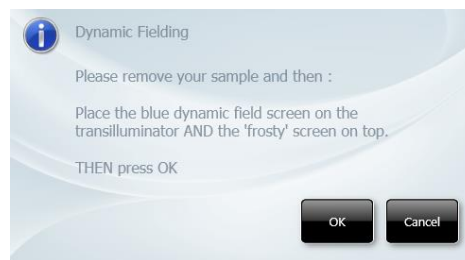 Dynamic Fielding
Please remove your sample and then :
Place the blue dynamic field screen on the
transilluminator AND the 'frosty' screen on top.
THEN press OK
OK
Cancel